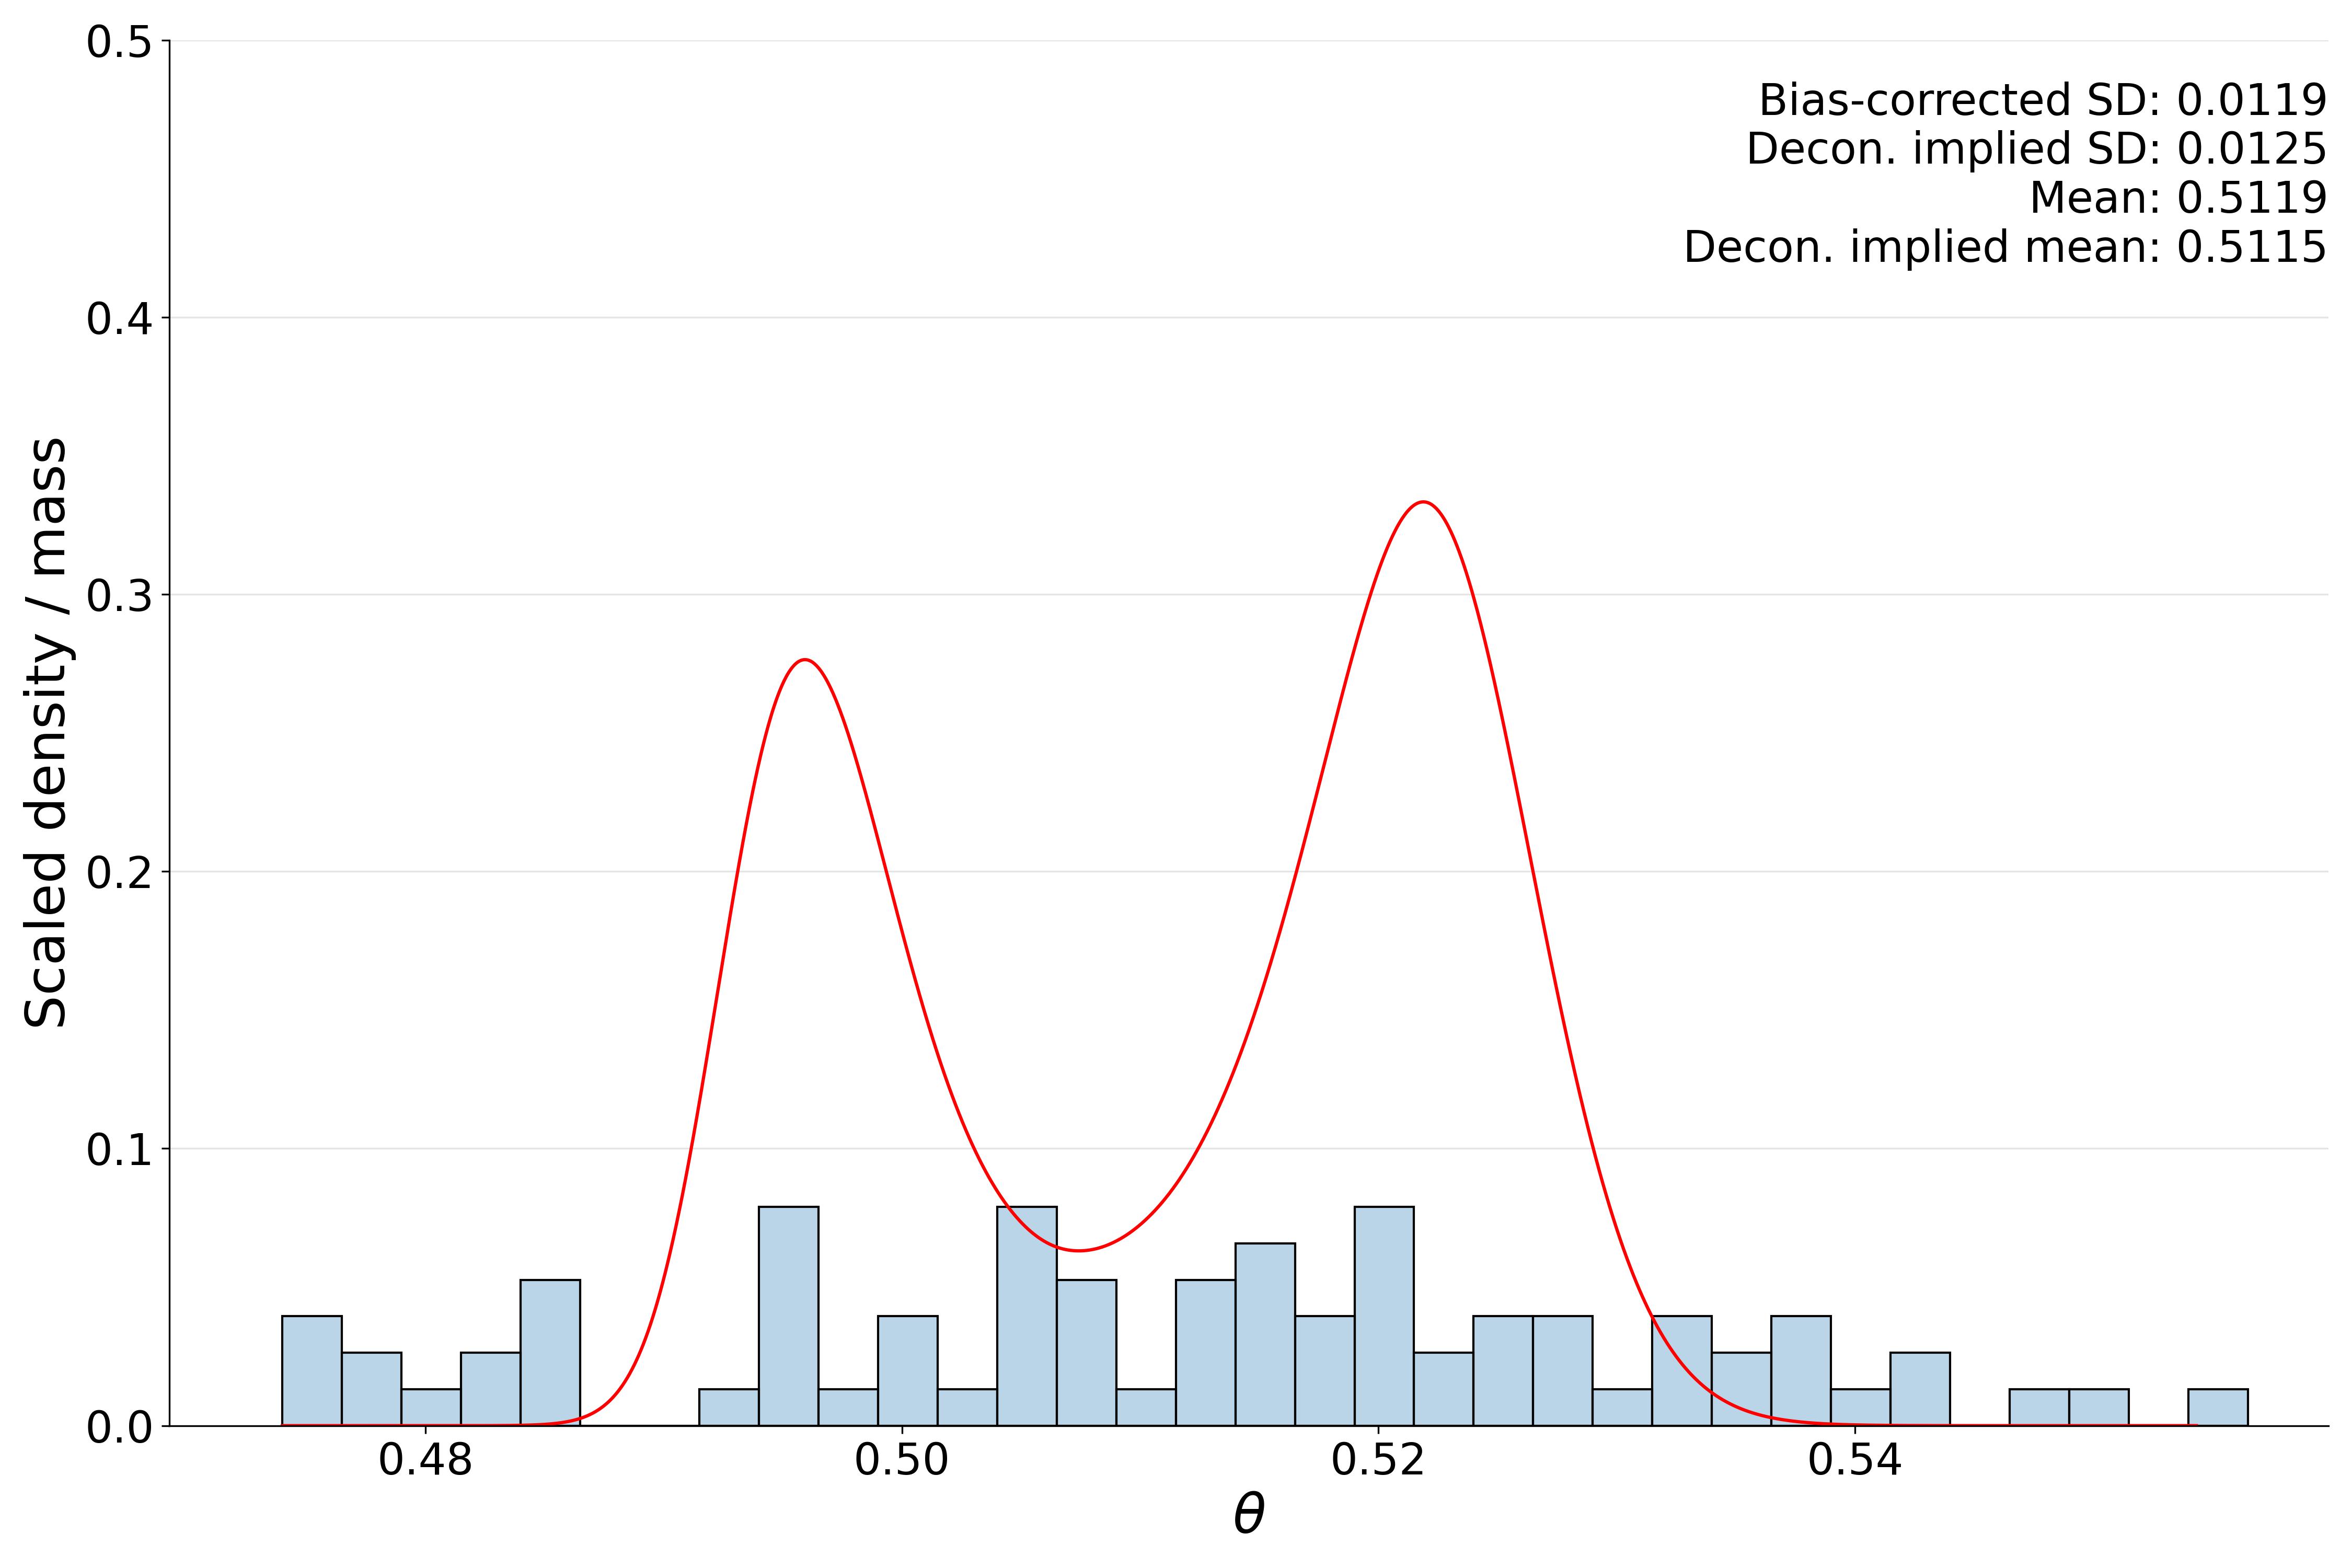 Bias-corrected SD: 0.0119
Decon. implied SD: 0.0125
Mean: 0.5119
Decon. implied mean: 0.5115
Scaled density / mass
0.5
0.4
0.3
0.2
0.1
0.0
0.48
0.50
0.52
0.54
θ